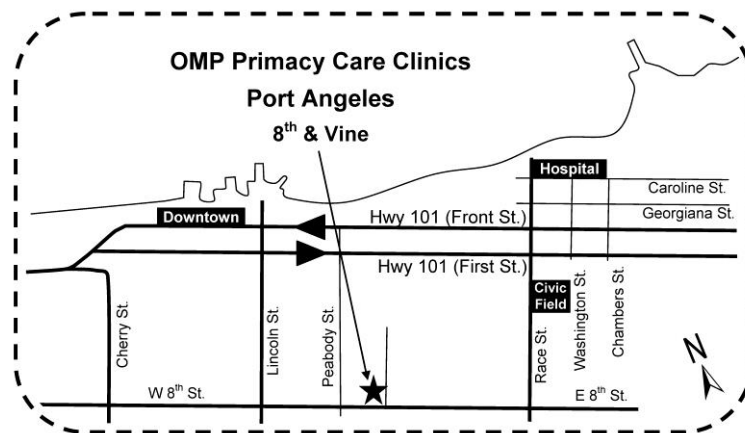 OMP Primacy Care Clinics
Port Angeles
8th & Vine
Hospital
Caroline St.
Georgiana St.
Downtown
Hwy 101 (Front St.)
Hwy 101 (First St.)
Civic
Field
Cherry St.
Lincoln St.
Peabody St.
Race St.
Washington St.
Chambers St.
N
W 8th St.
E 8th St.